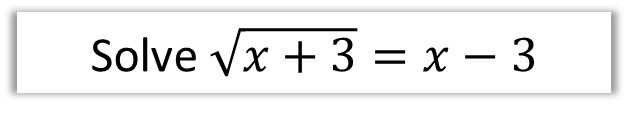 Solve √(x + 3) = x − 3